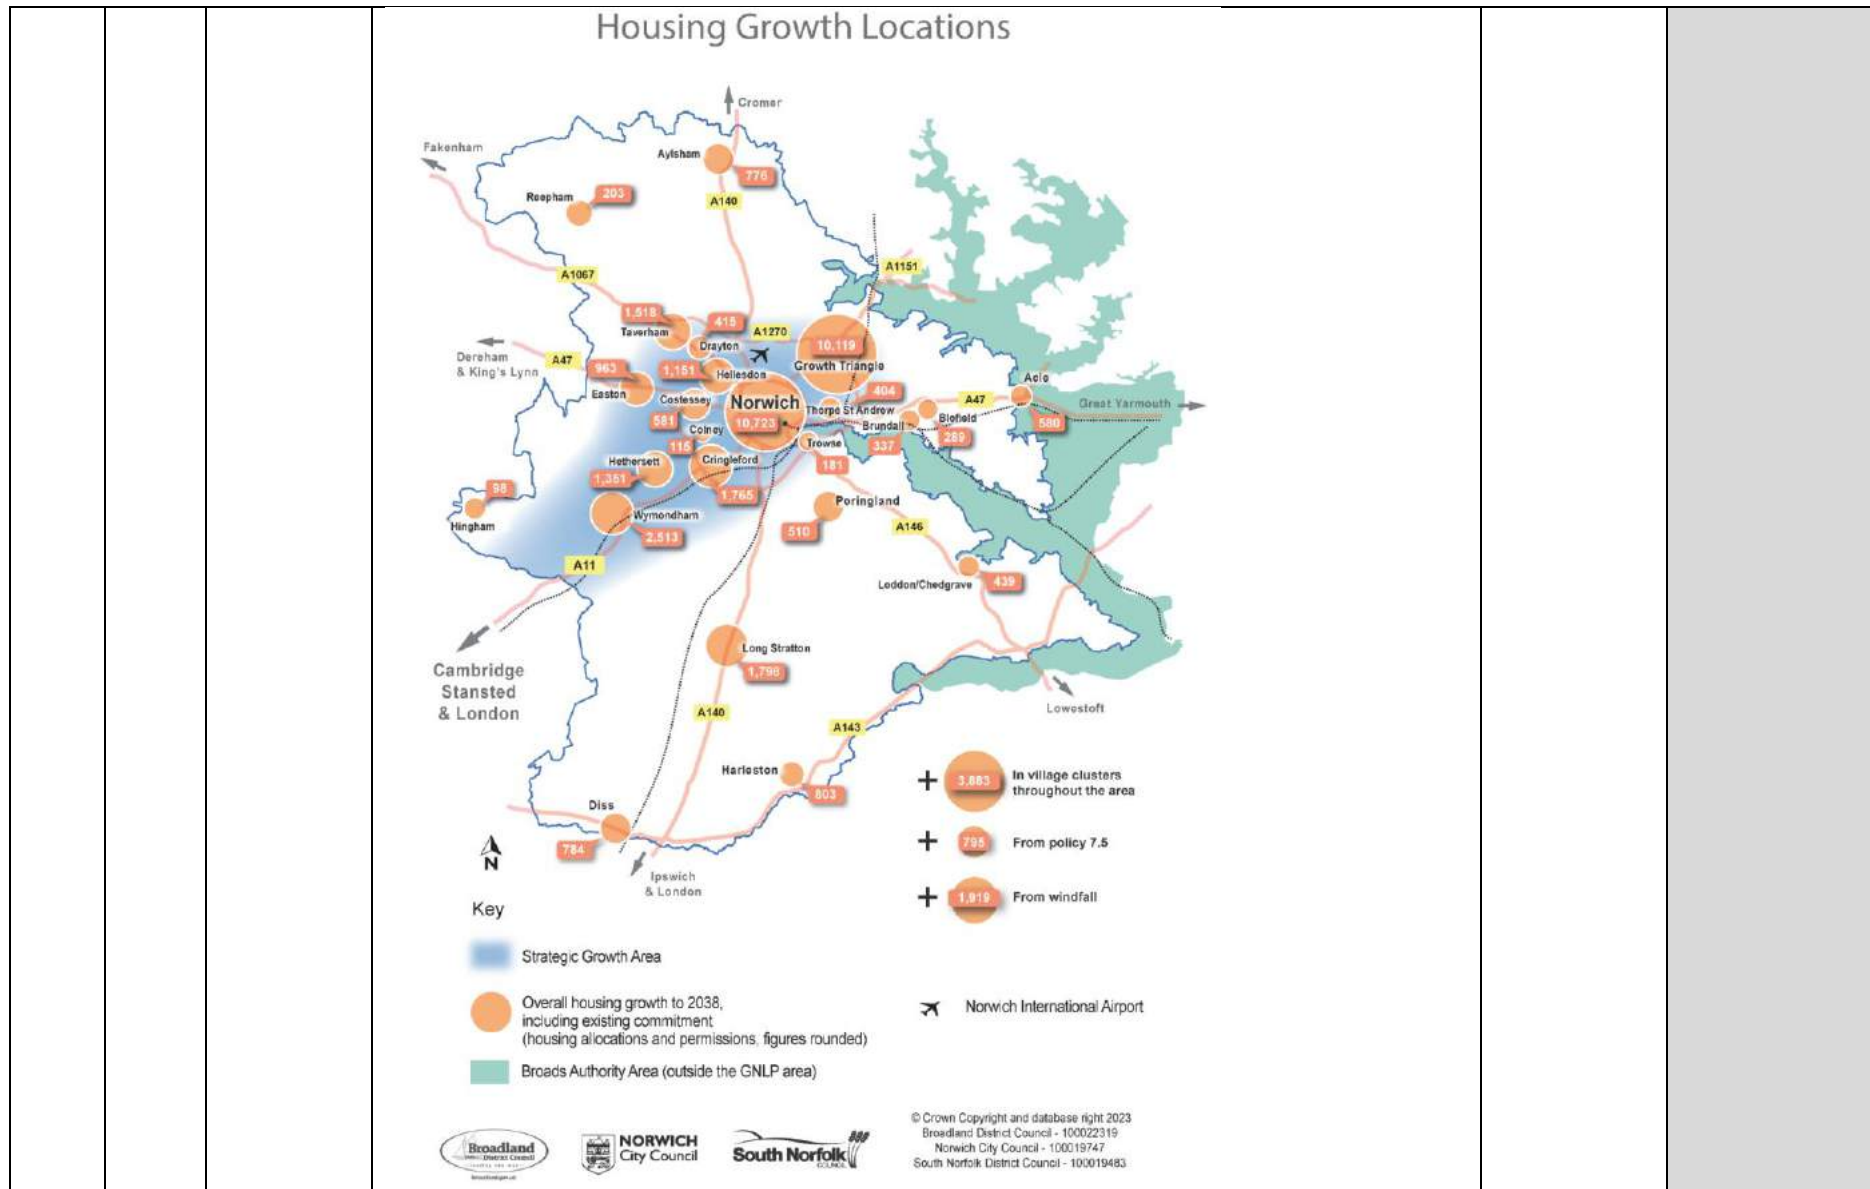 Housing Growth Locations
Cromer
Fakenham
Aylsham
776
Reepham
203
A140
A1067
A1151
1,518
415
Taverham
A1270
Drayton
10,119
Growth Triangle
Dereham
& King's Lynn
A47
963
1,151
Hellesdon
Easton
Costessey
Norwich
10,723
404
Thorpe St Andrew
A47
Acle
Great Yarmouth
580
Blofield
289
Brundall
337
581
Colney
115
Trowse
181
Hethersett
1,351
Cringleford
1,765
98
Hingham
Wymondham
2,513
Poringland
510
A146
A11
Loddon/Chedgrave
439
Cambridge
Stansted
& London
Long Stratton
A140
A143
Lowestoft
Harleston
803
Diss
784
Ipswich
& London
N
+ 3,883 In village clusters
throughout the area
+ 795 From policy 7.5
+ 1,919 From windfall
Key
Strategic Growth Area
Overall housing growth to 2038,
including existing commitment
(housing allocations and permissions, figures rounded)
Norwich International Airport
Broads Authority Area (outside the GNLP area)
Broadland
District Council
NORWICH
City Council
South Norfolk
COUNCIL
© Crown Copyright and database right 2023
Broadland District Council - 100022319
Norwich City Council - 100019747
South Norfolk District Council - 100019483